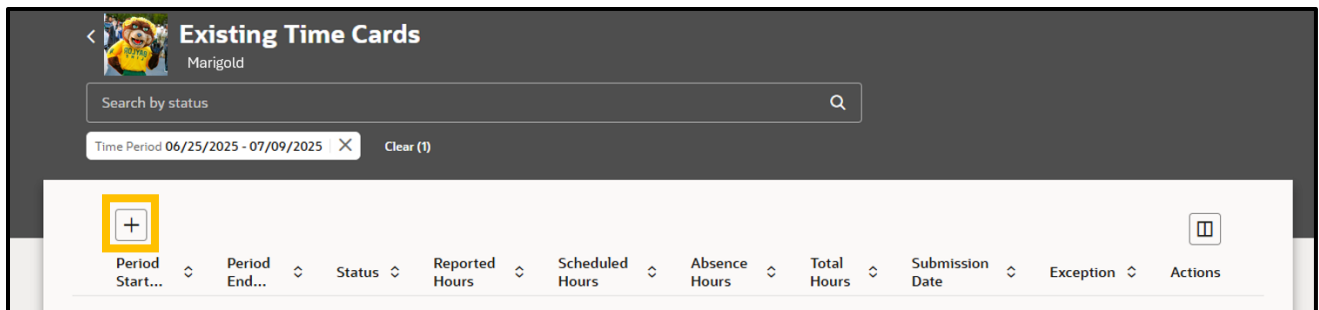 Existing Time Cards
Marigold
Search by status
Time Period 06/25/2025 - 07/09/2025
Clear (1)
Period Start...
Period End...
Status
Reported Hours
Scheduled Hours
Absence Hours
Total Hours
Submission Date
Exception
Actions